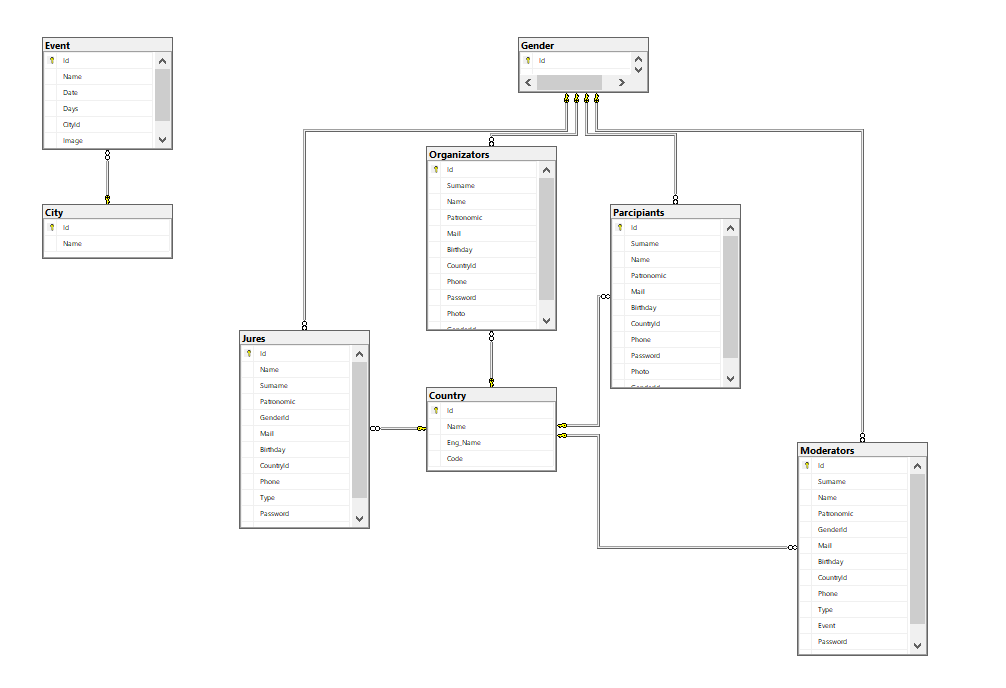 Event
Id
Name
Date
Days
CityId
Image
City
Id
Name
Gender
Id
Organizators
Id
Surname
Name
Patronomic
Mail
Birthday
CountryId
Phone
Password
Photo
GenderId
Parcipiants
Id
Surname
Name
Patronomic
Mail
Birthday
CountryId
Phone
Password
Photo
GenderId
Jures
Id
Name
Surname
Patronomic
GenderId
Mail
Birthday
CountryId
Phone
Type
Password
Country
Id
Name
Eng_Name
Code
Moderators
Id
Surname
Name
Patronomic
GenderId
Mail
Birthday
CountryId
Phone
Type
Event
Password